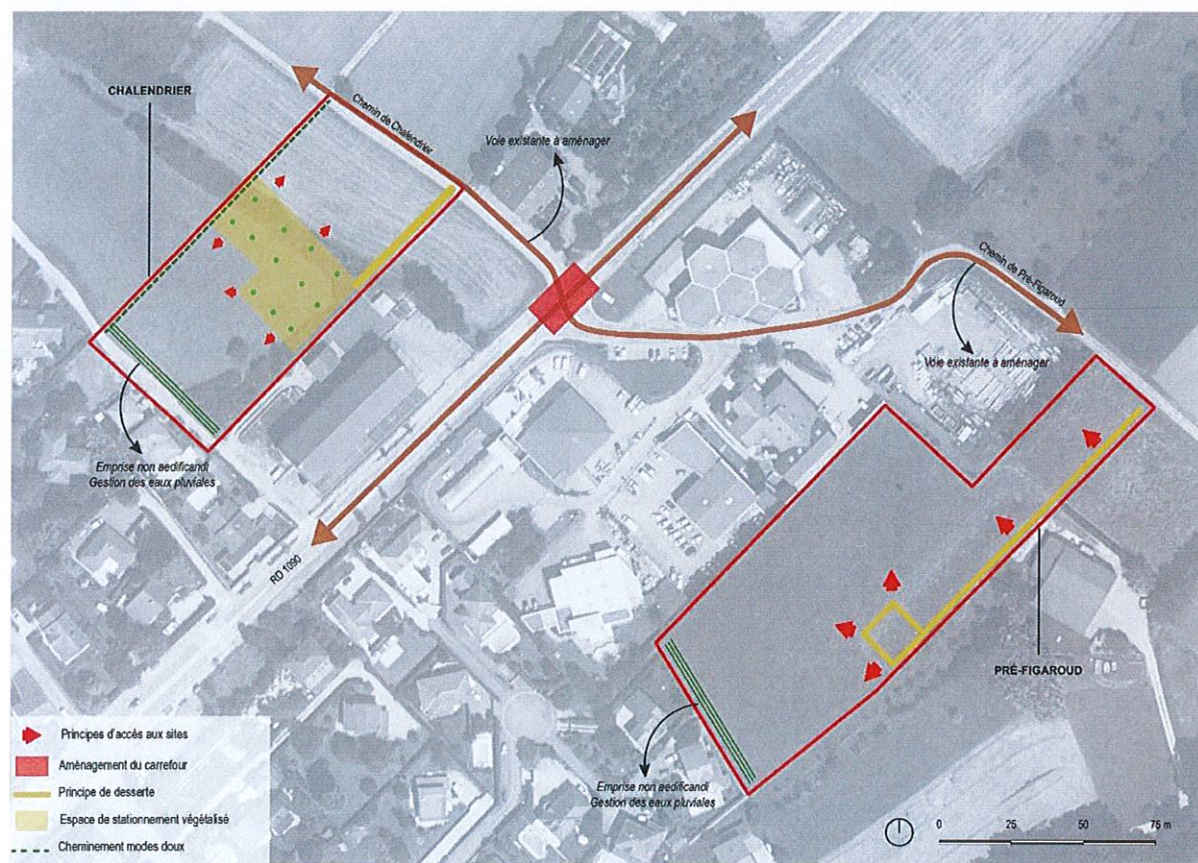 CHALENDRIER
Chemin de Chalendrier
Voie existante à aménager
Chemin de Pré-Figaroud
Voie existante à aménager
Emprise non aedificandi
Gestion des eaux pluviales
RD 1090
PRÉ-FIGAROUD
Emprise non aedificandi
Gestion des eaux pluviales
Principes d'accès aux sites
Aménagement du carrefour
Principe de desserte
Espace de stationnement végétalisé
Cheminement modes doux
0 25 50 75 m